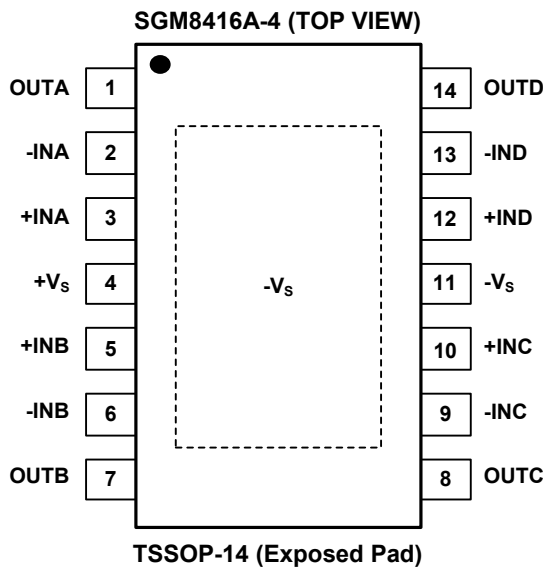 SGM8416A-4 (TOP VIEW)
OUTA 1 14 OUTD
-INA 2 13 -IND
+INA 3 12 +IND
+VS 4 -VS 11 -VS
+INB 5 10 +INC
-INB 6 9 -INC
OUTB 7 8 OUTC
TSSOP-14 (Exposed Pad)